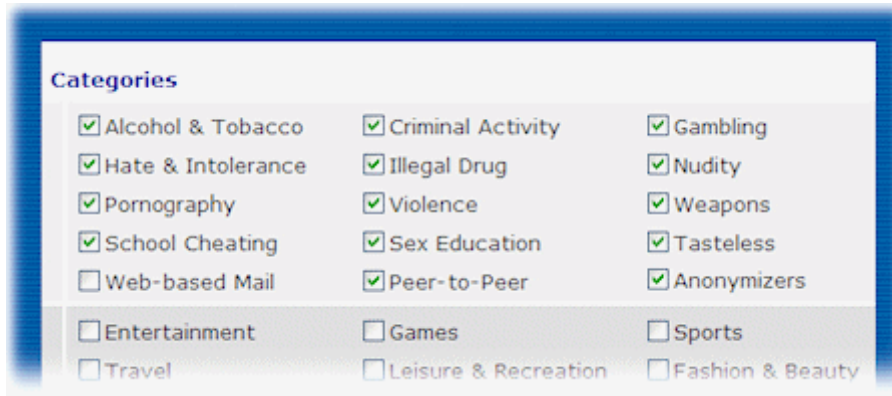 Categories
Alcohol & Tobacco Criminal Activity Gambling
Hate & Intolerance Illegal Drug Nudity
Pornography Violence Weapons
School Cheating Sex Education Tasteless
Web-based Mail Peer-to-Peer Anonymizers
Entertainment Games Sports
Travel Leisure & Recreation Fashion & Beauty